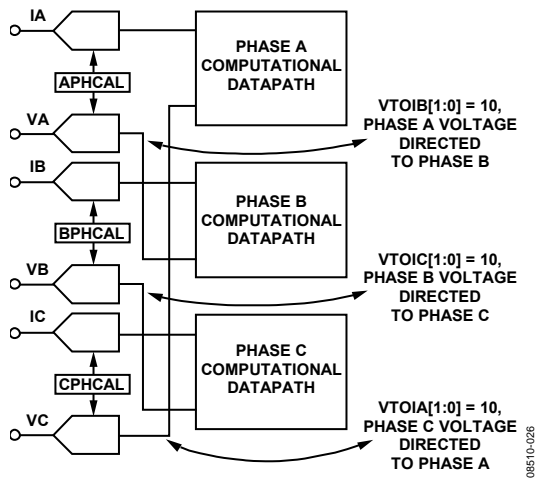 IA
PHASE A
COMPUTATIONAL
DATAPATH
APHCAL
VTOIB[1:0] = 10,
PHASE A VOLTAGE
DIRECTED
TO PHASE B
VA
IB
PHASE B
COMPUTATIONAL
DATAPATH
BPHCAL
VTOIC[1:0] = 10,
PHASE B VOLTAGE
DIRECTED
TO PHASE C
VB
IC
PHASE C
COMPUTATIONAL
DATAPATH
CPHCAL
VTOIA[1:0] = 10,
PHASE C VOLTAGE
DIRECTED
TO PHASE A
VC
08510-026